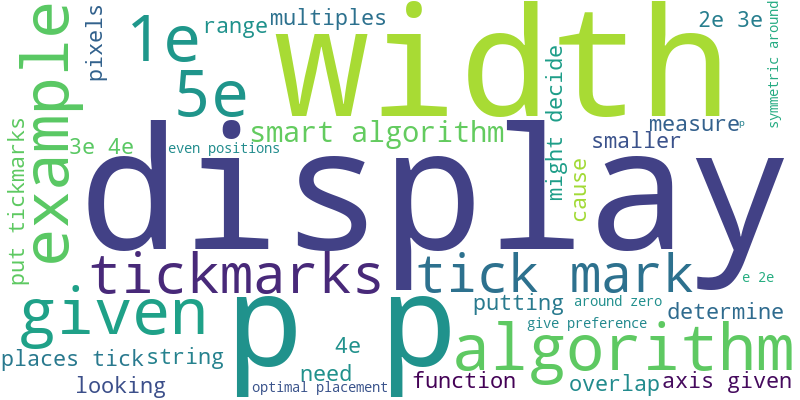 multiples
2e 3e
range
1e
width
pixels
example
5e
symmetric around
might decide
measure
p
smart algorithm
smaller
3e 4e
even positions
display
cause
put tickmarks
tickmarks
tick mark
e 2e
given
p p
putting
around zero
determine
give preference
algorithm
4e
places tick
string
need
looking
optimal placement
function
overlap
axis given